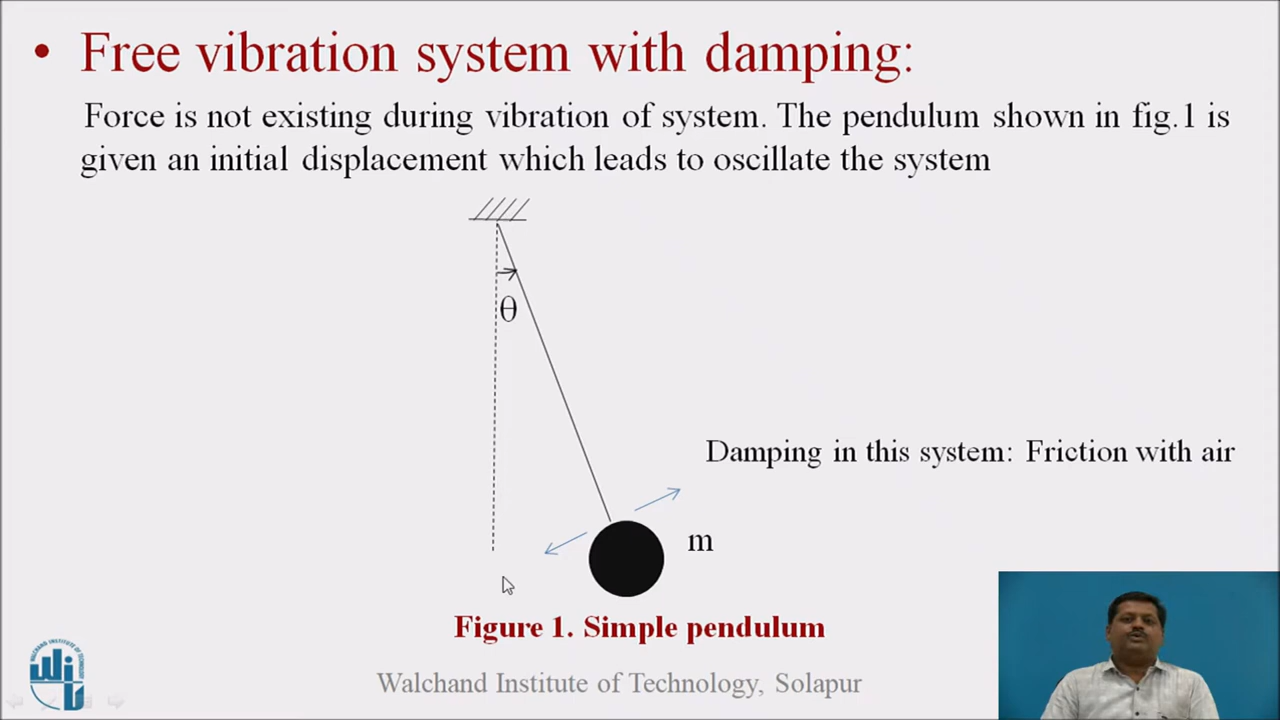 • Free vibration system with damping:
Force is not existing during vibration of system. The pendulum shown in fig.1 is
given an initial displacement which leads to oscillate the system
θ
Damping in this system: Friction with air
m
Figure 1. Simple pendulum
Walchand Institute of Technology, Solapur